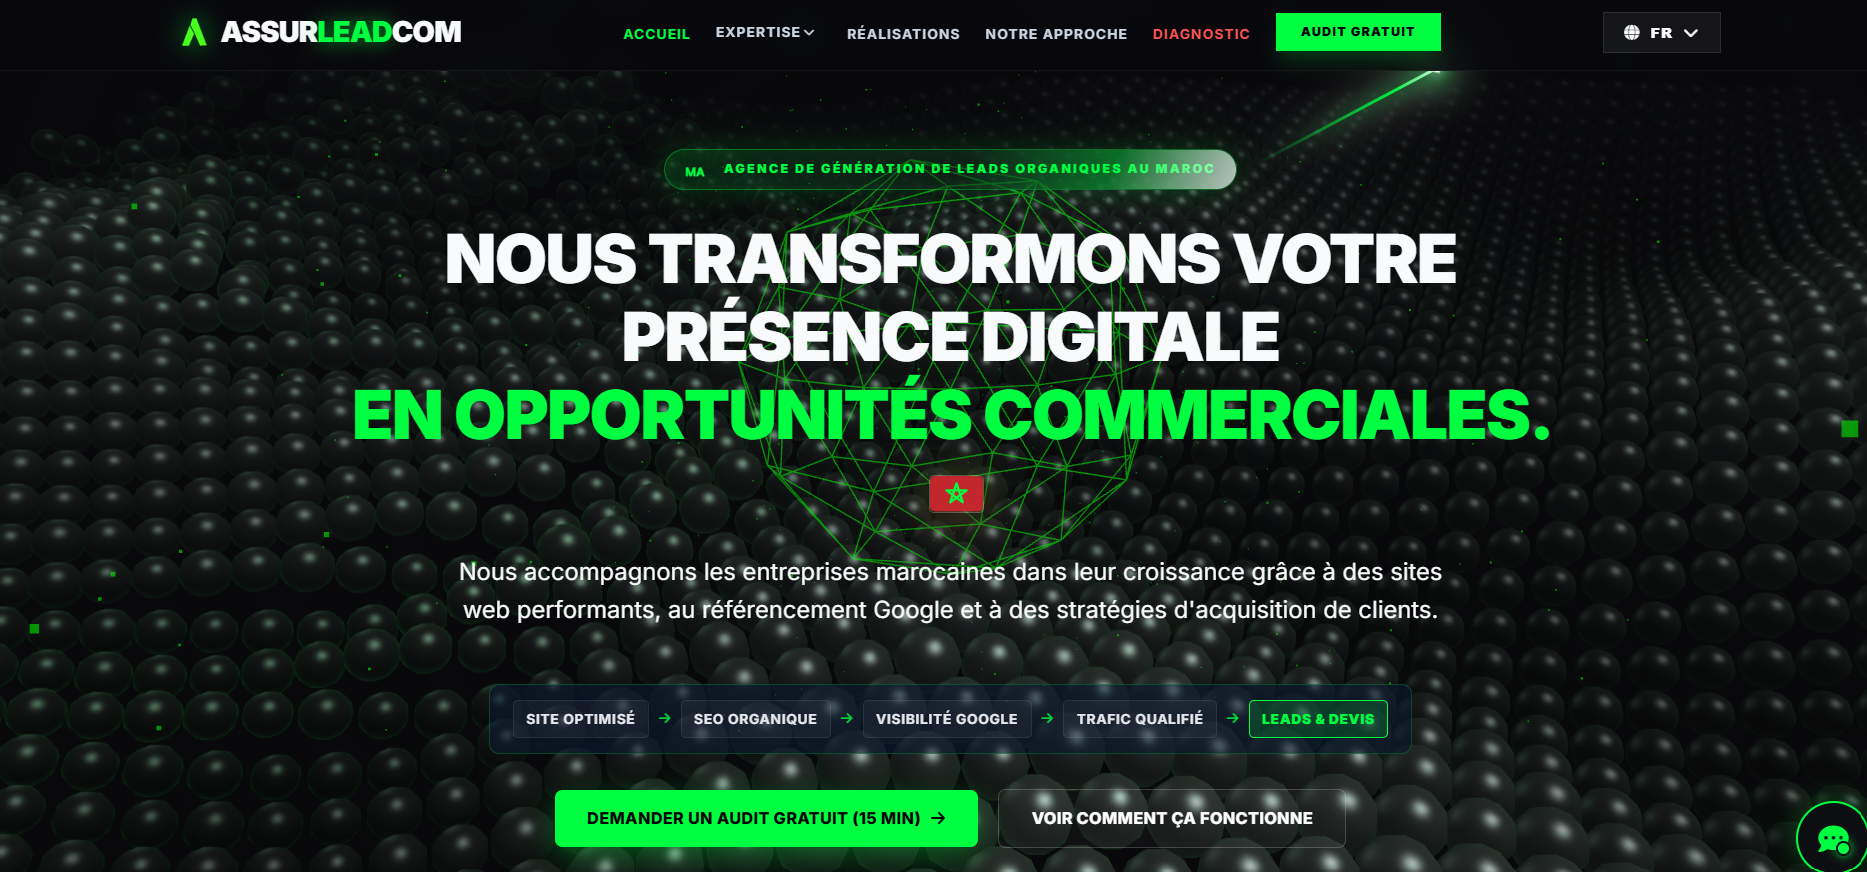 ASSURLEADCOM
ACCUEIL
EXPERTISE
RÉALISATIONS
NOTRE APPROCHE
DIAGNOSTIC
AUDIT GRATUIT
FR
MA AGENCE DE GÉNÉRATION DE LEADS ORGANIQUES AU MAROC
NOUS TRANSFORMONS VOTRE
PRÉSENCE DIGITALE
EN OPPORTUNITÉS COMMERCIALES.
Nous accompagnons les entreprises marocaines dans leur croissance grâce à des sites
web performants, au référencement Google et à des stratégies d'acquisition de clients.
SITE OPTIMISÉ → SEO ORGANIQUE → VISIBILITÉ GOOGLE → TRAFIC QUALIFIÉ → LEADS & DEVIS
DEMANDER UN AUDIT GRATUIT (15 MIN) →
VOIR COMMENT ÇA FONCTIONNE